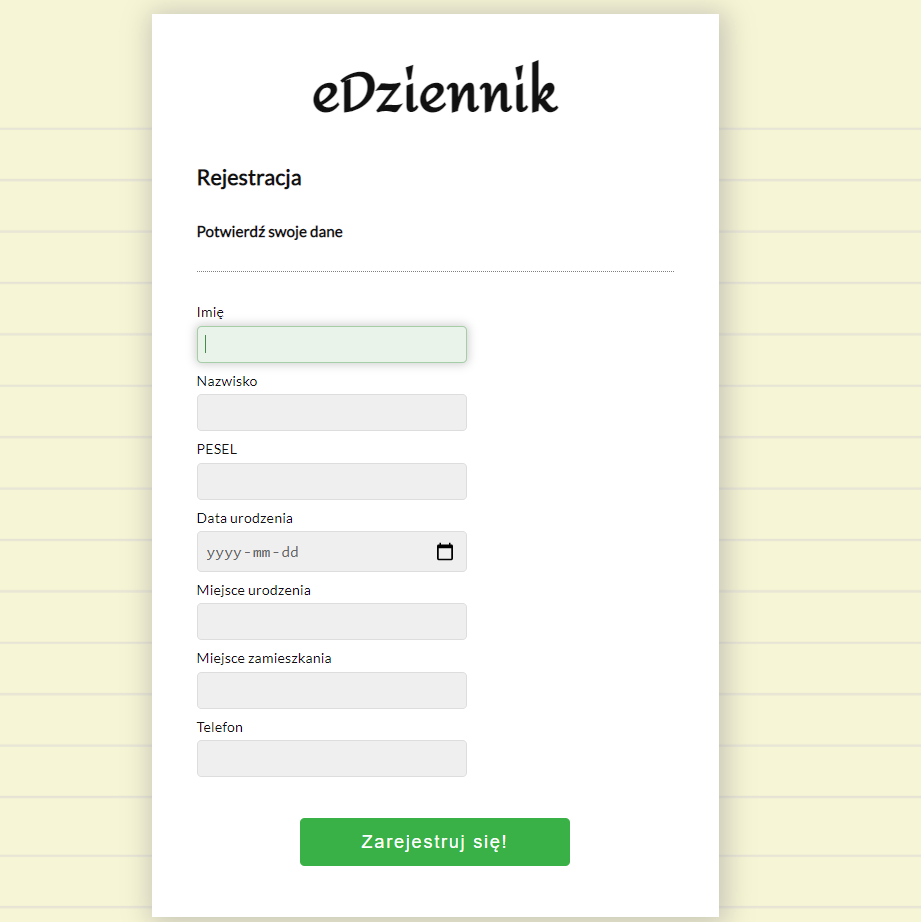 eDziennik
Rejestracja
Potwierdź swoje dane
Imię
Nazwisko
PESEL
Data urodzenia
yyyy-mm-dd
Miejsce urodzenia
Miejsce zamieszkania
Telefon
Zarejestruj się!